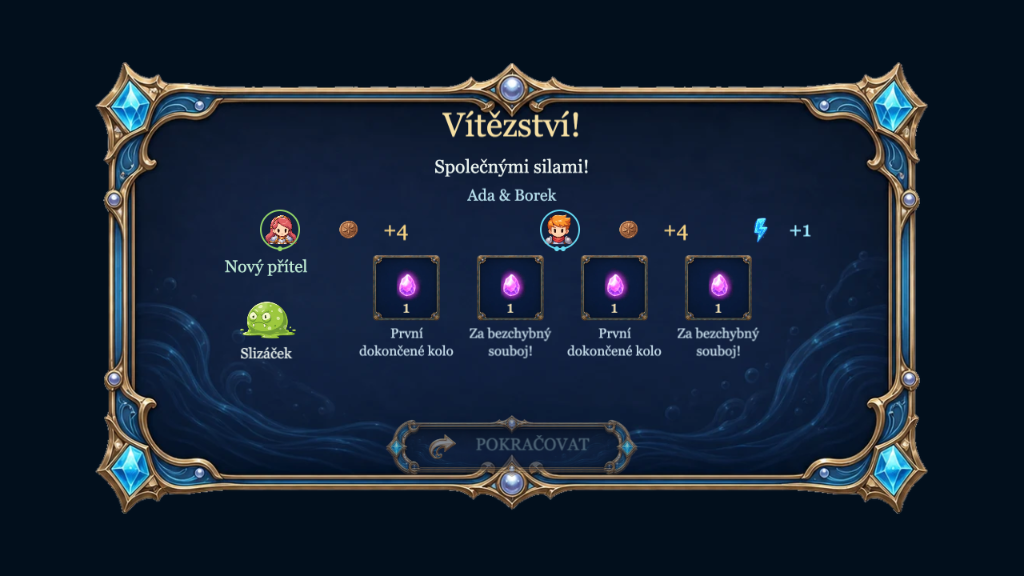 Vítězství!
Společnými silami!
Ada & Borek
+4
+4
+1
Nový přítel
Slizáček
1
1
1
1
První
dokončené kolo
Za bezchybný
souboj!
První
dokončené kolo
Za bezchybný
souboj!
POKRAČOVAT